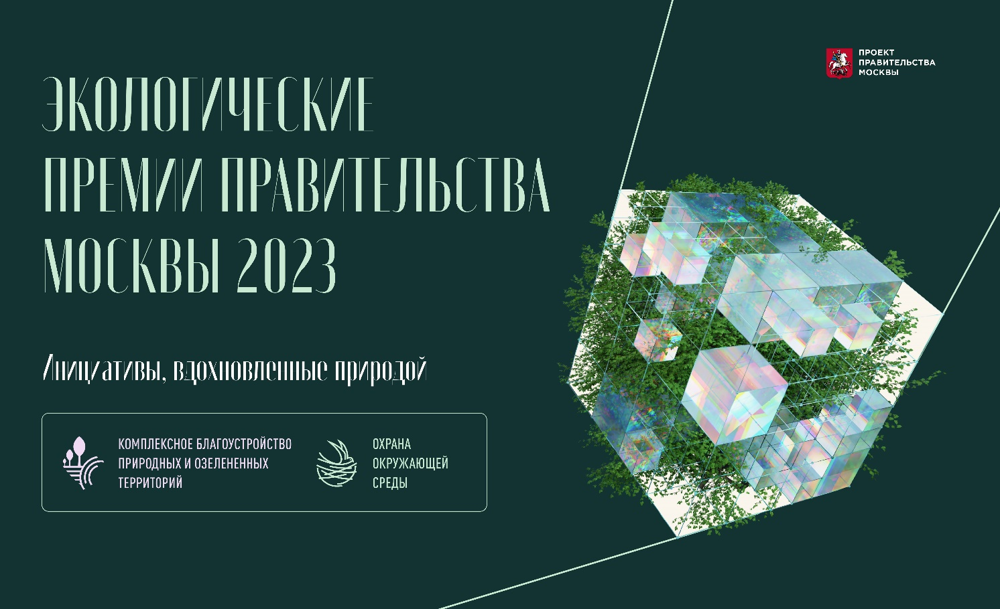 ЭКОЛОГИЧЕСКИЕ
ПРЕМИИ ПРАВИТЕЛЬСТВА
МОСКВЫ 2023
Инициативы, вдохновленные природой
КОМПЛЕКСНОЕ БЛАГОУСТРОЙСТВО
ПРИРОДНЫХ И ОЗЕЛЕНЕННЫХ
ТЕРРИТОРИЙ
ОХРАНА
ОКРУЖАЮЩЕЙ
СРЕДЫ
ПРОЕКТ
ПРАВИТЕЛЬСТВА
МОСКВЫ